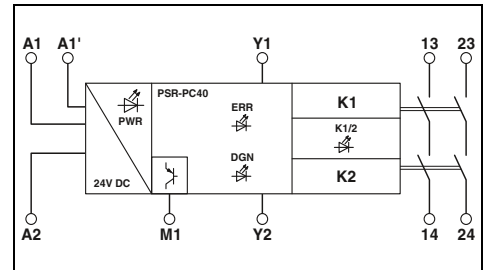 A1 A1' Y1 13 23
PSR-PC40
K1
ERR
PWR
K1/2
DGN
K2
24V DC
A2 M1 Y2 14 24